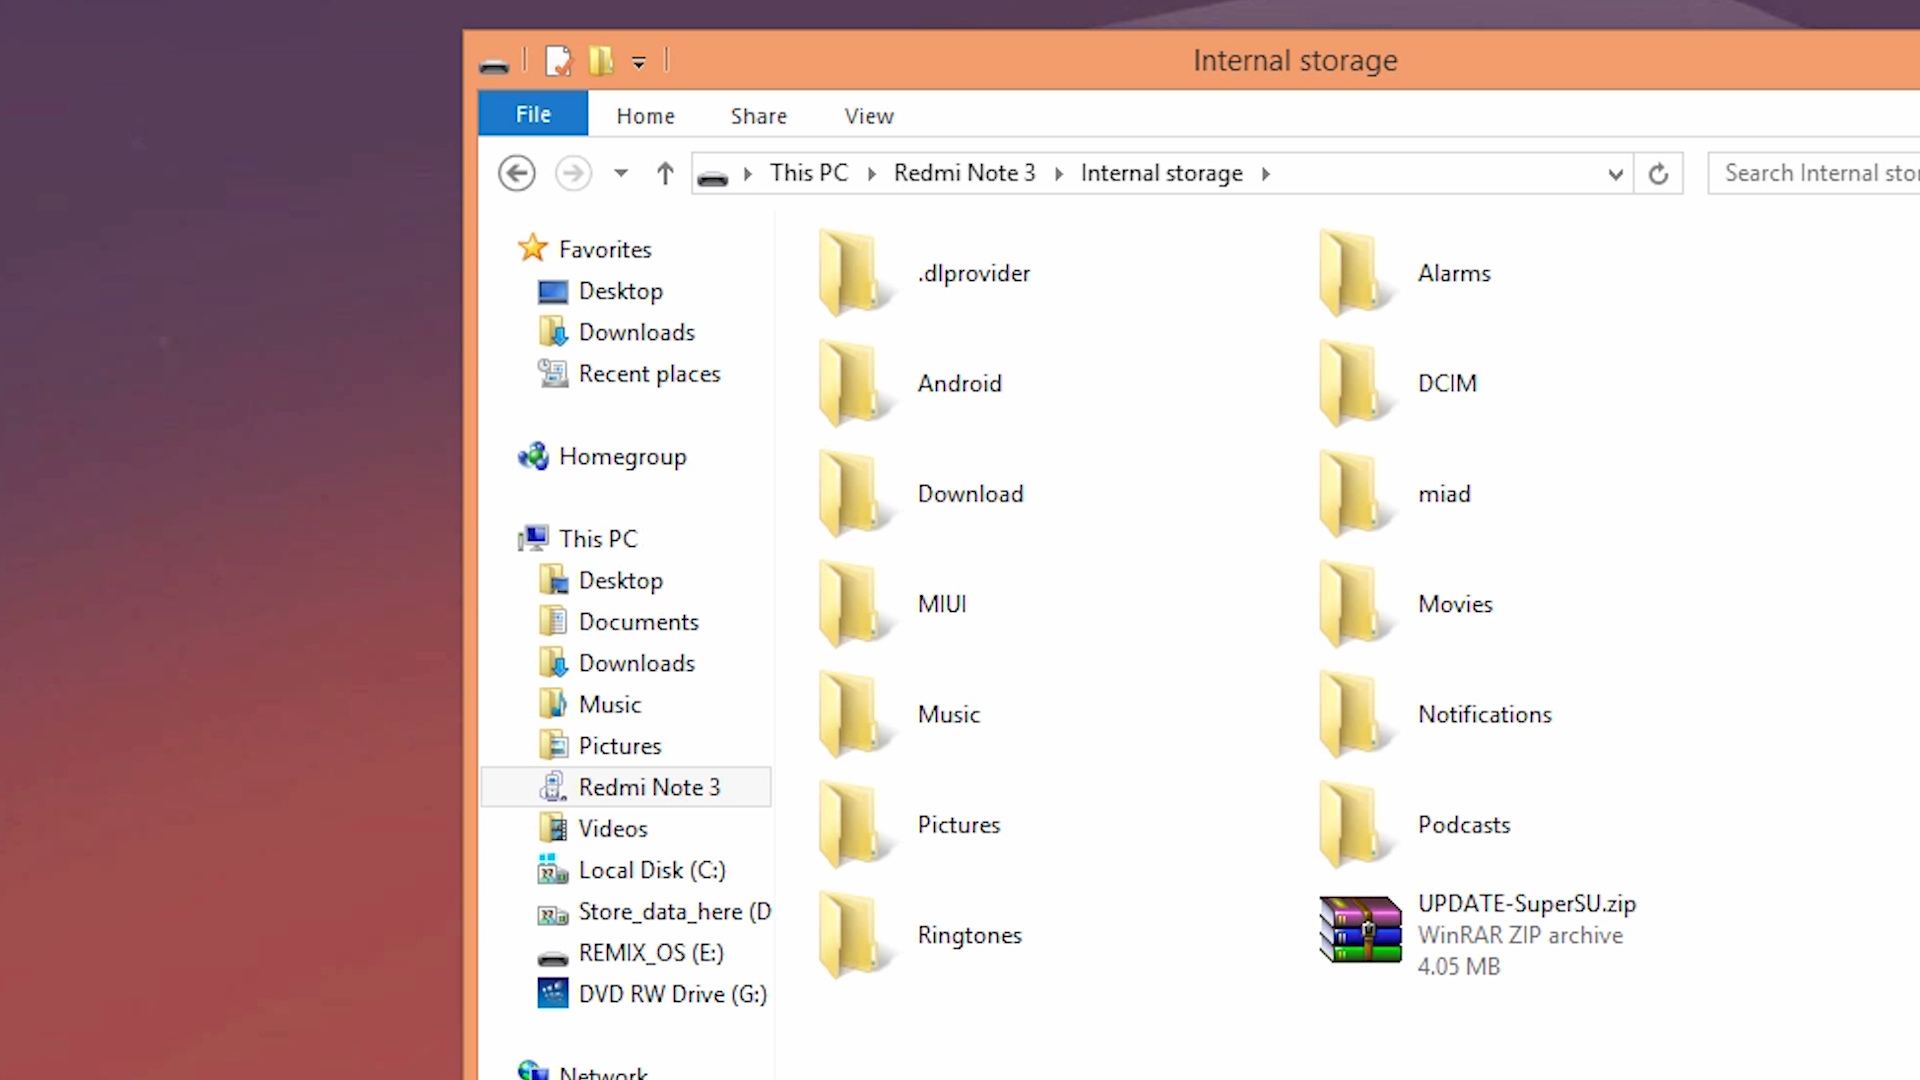 Internal storage
File Home Share View
This PC Redmi Note 3 Internal storage
Search Internal
Favorites
Desktop
Downloads
Recent places
Homegroup
This PC
Desktop
Documents
Downloads
Music
Pictures
Redmi Note 3
Videos
Local Disk (C:)
Store_data_here (D
REMIX_OS (E:)
DVD RW Drive (G:)
Network
.dlprovider
Alarms
Android
DCIM
Download
miad
MIUI
Movies
Music
Notifications
Pictures
Podcasts
Ringtones
UPDATE-SuperSU.zip
WinRAR ZIP archive
4.05 MB